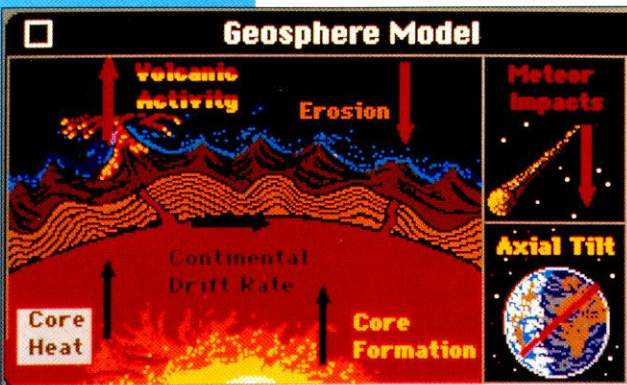 Geosphere Model
Volcanic
Activity
Erosion
Meteor
Impacts
Continental
Drift Rate
Axial Tilt
Core
Heat
Core
Formation